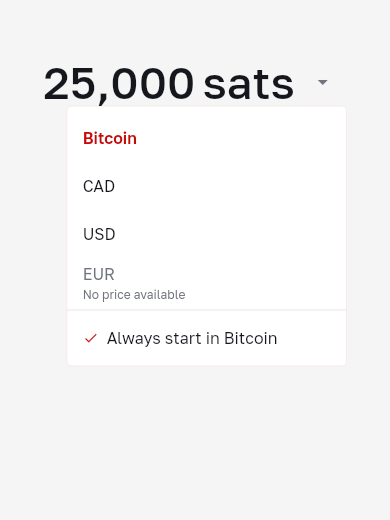 25,000 sats
Bitcoin
CAD
USD
EUR
No price available
Always start in Bitcoin